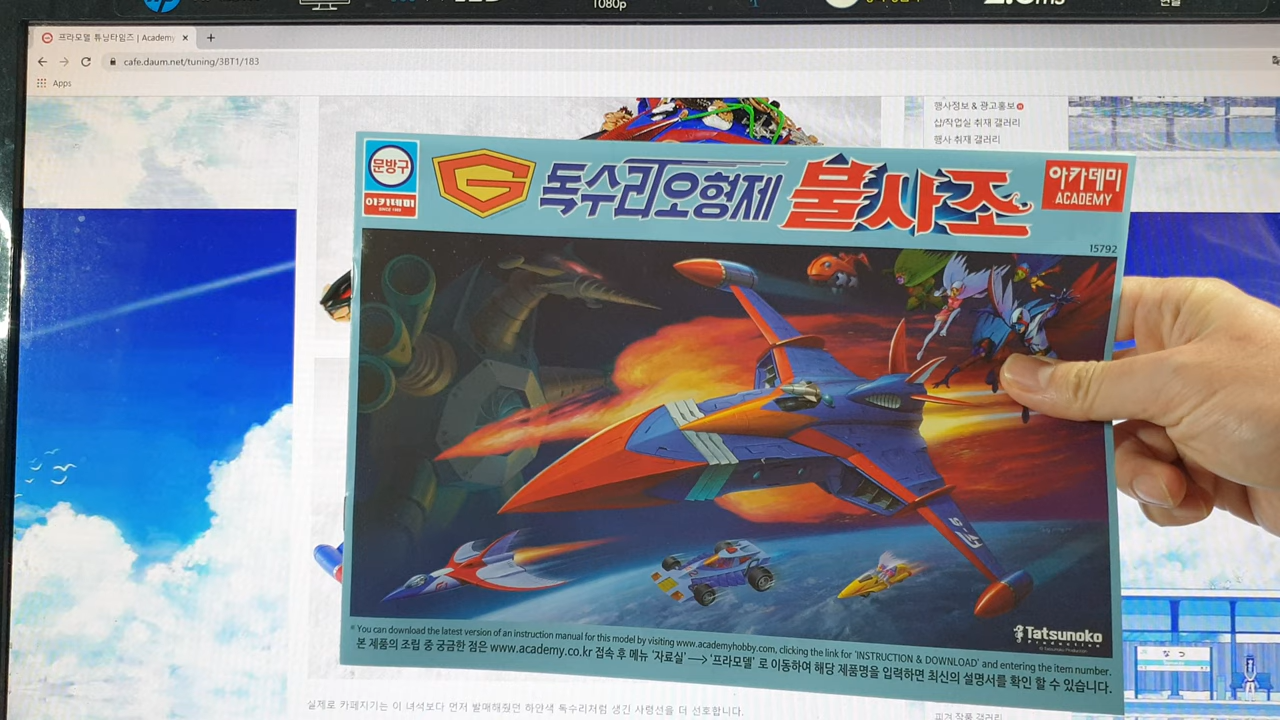 hp
1080p
프라모델 튜닝타임즈 | Academy
cafe.daum.net/tuning/3BT1/183
Apps
행사정보 & 광고홍보
샵/작업실 취재 갤러리
행사 취재 갤러리
문방구
아카데미
SINCE 1969
G
독수리오형제 불사조
아카데미
ACADEMY
15792
G-1
Tatsunoko
Production
© Tatsunoko Production
* You can download the latest version of an instruction manual for this model by visiting www.academyhobby.com, clicking the link for 'INSTRUCTION & DOWNLOAD' and entering the item number.
본 제품의 조립 중 궁금한 점은 www.academy.co.kr 접속 후 메뉴 '자료실' → '프라모델' 로 이동하여 해당 제품명을 입력하면 최신의 설명서를 확인 할 수 있습니다.
なつ
실제로 카페지기는 이 녀석보다 먼저 발매해줬던 하얀색 독수리처럼 생긴 사령선을 더 선호합니다.